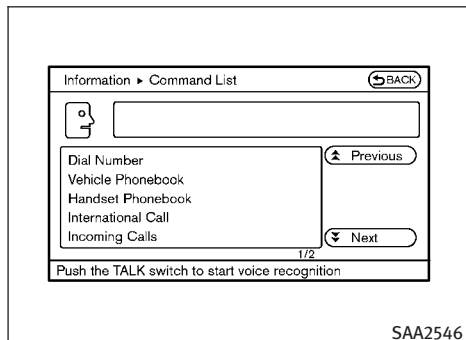 Information ▸ Command List
BACK
Dial Number
Previous
Vehicle Phonebook
Handset Phonebook
International Call
Incoming Calls
Next
1/2
Push the TALK switch to start voice recognition
SAA2546